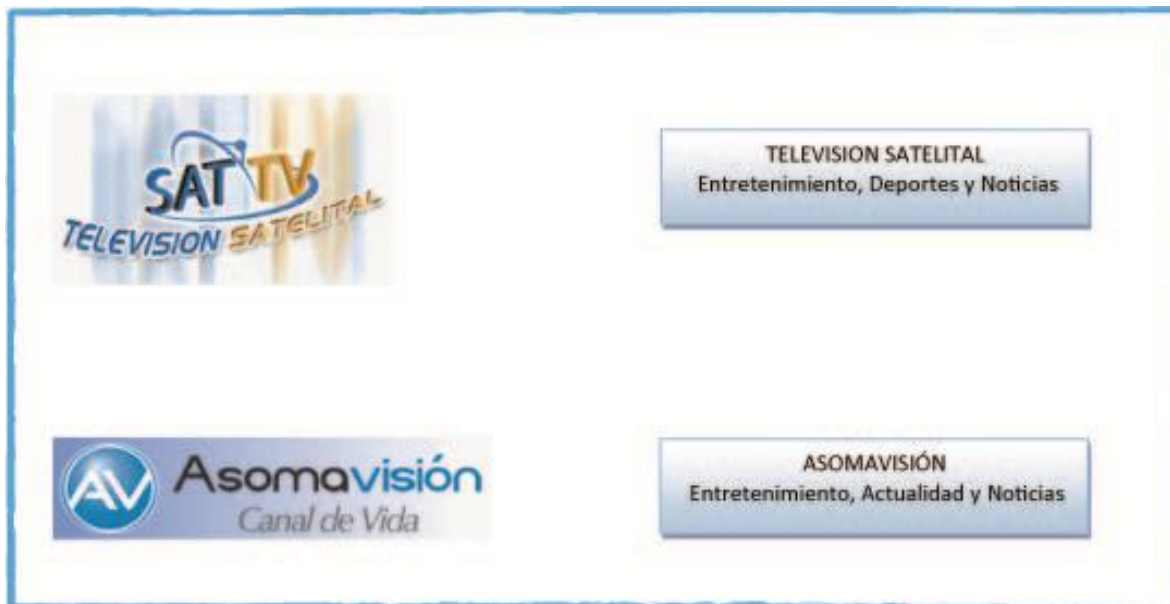 SAT TV
TELEVISION SATELITAL
TELEVISION SATELITAL
Entretenimiento, Deportes y Noticias
AV Asomavisión
Canal de Vida
ASOMAVISIÓN
Entretenimiento, Actualidad y Noticias